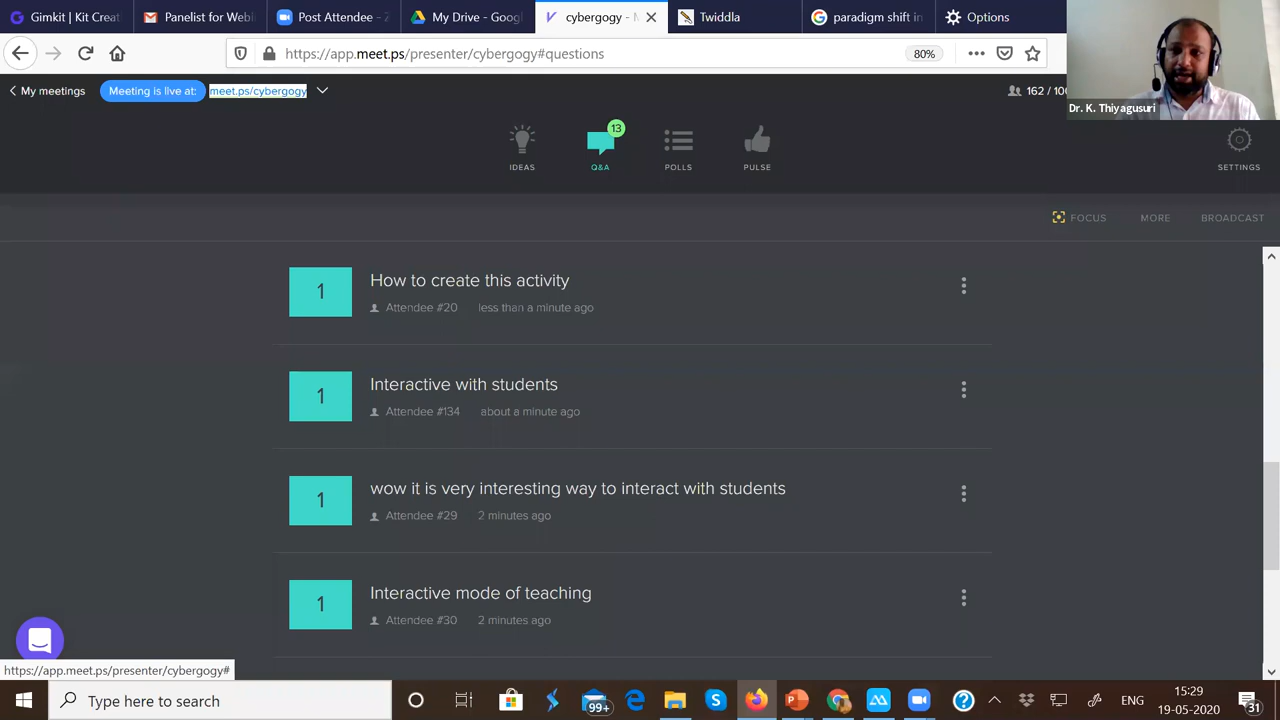 Gimkit | Kit Creat
Panelist for Webi
Post Attendee - Z
My Drive - Googl
cybergogy - M
Twiddla
paradigm shift in
Options
https://app.meet.ps/presenter/cybergogy#questions
80%
My meetings
Meeting is live at:
meet.ps/cybergogy
162 / 100
Dr. K. Thiyagusuri
13
IDEAS
Q&A
POLLS
PULSE
SETTINGS
FOCUS
MORE
BROADCAST
1
How to create this activity
Attendee #20 less than a minute ago
1
Interactive with students
Attendee #134 about a minute ago
1
wow it is very interesting way to interact with students
Attendee #29 2 minutes ago
1
Interactive mode of teaching
Attendee #30 2 minutes ago
https://app.meet.ps/presenter/cybergogy#
Type here to search
99+
ENG
15:29
19-05-2020
31